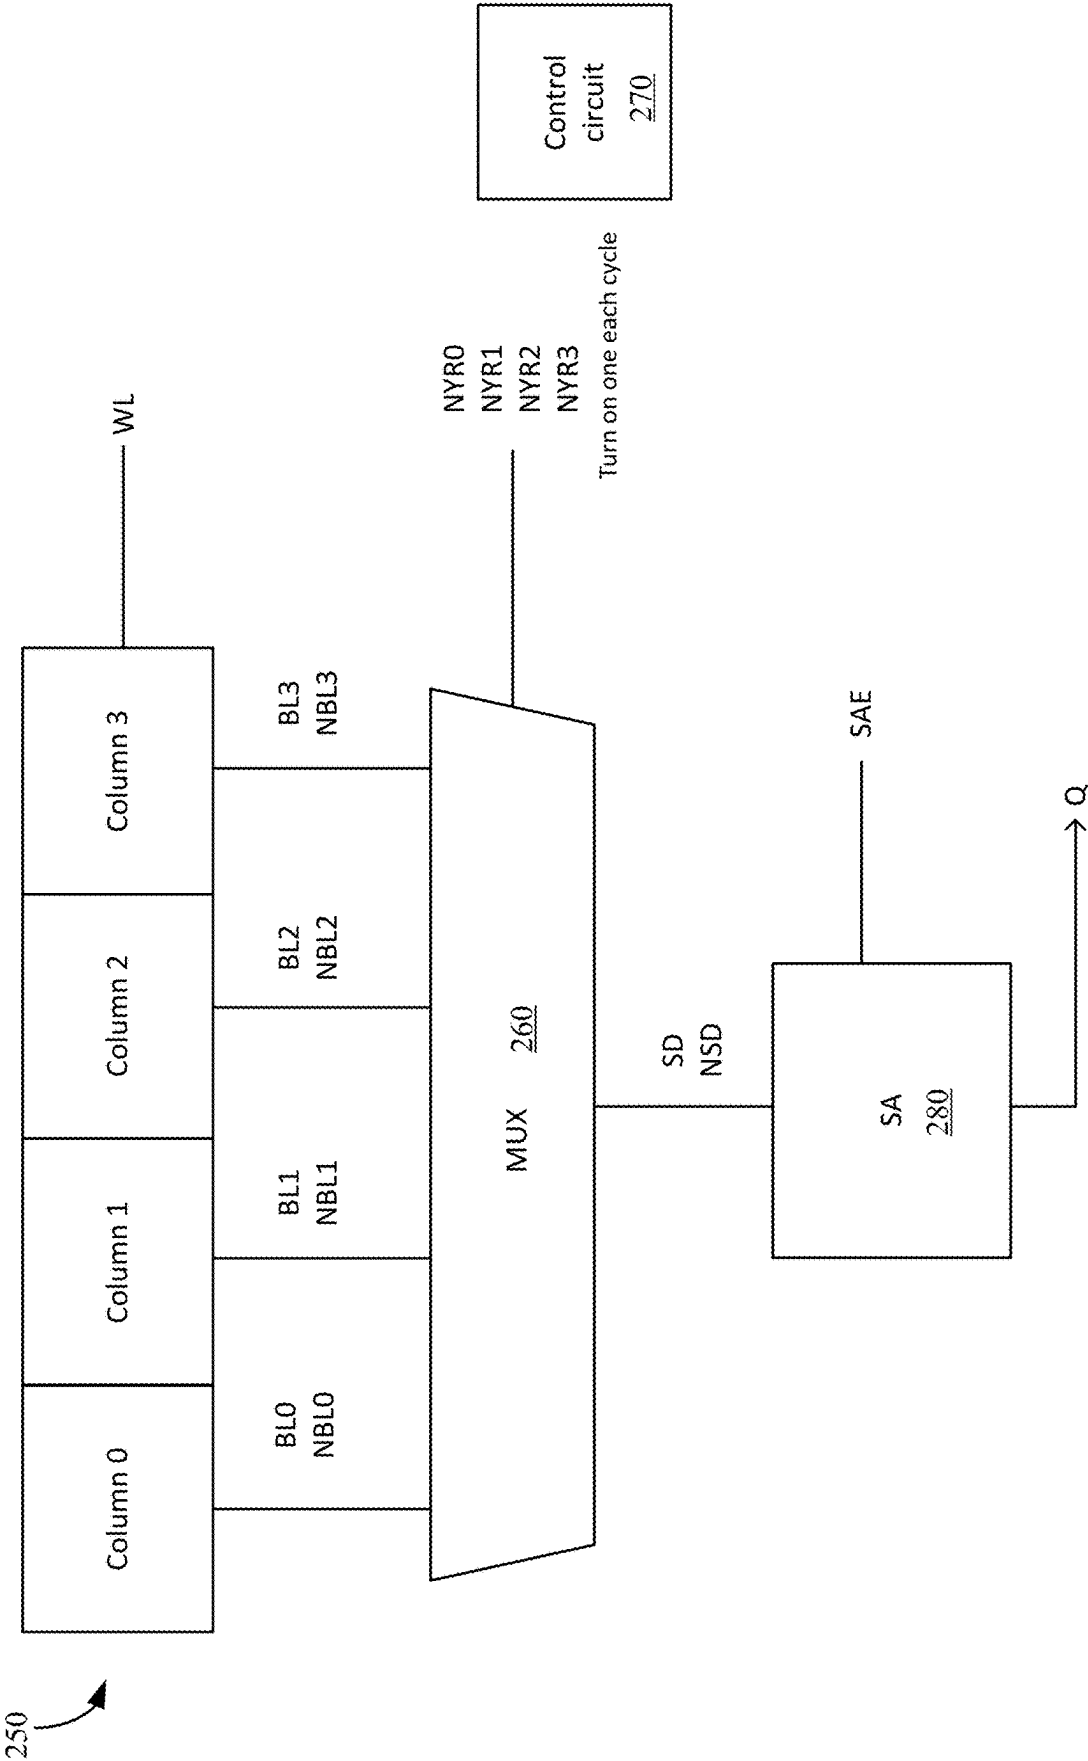 250
Column 0
Column 1
Column 2
Column 3
WL
BL0
NBL0
BL1
NBL1
BL2
NBL2
BL3
NBL3
MUX 260
NYR0
NYR1
NYR2
NYR3
Turn on one each cycle
Control
circuit
270
SD
NSD
SA
280
SAE
Q